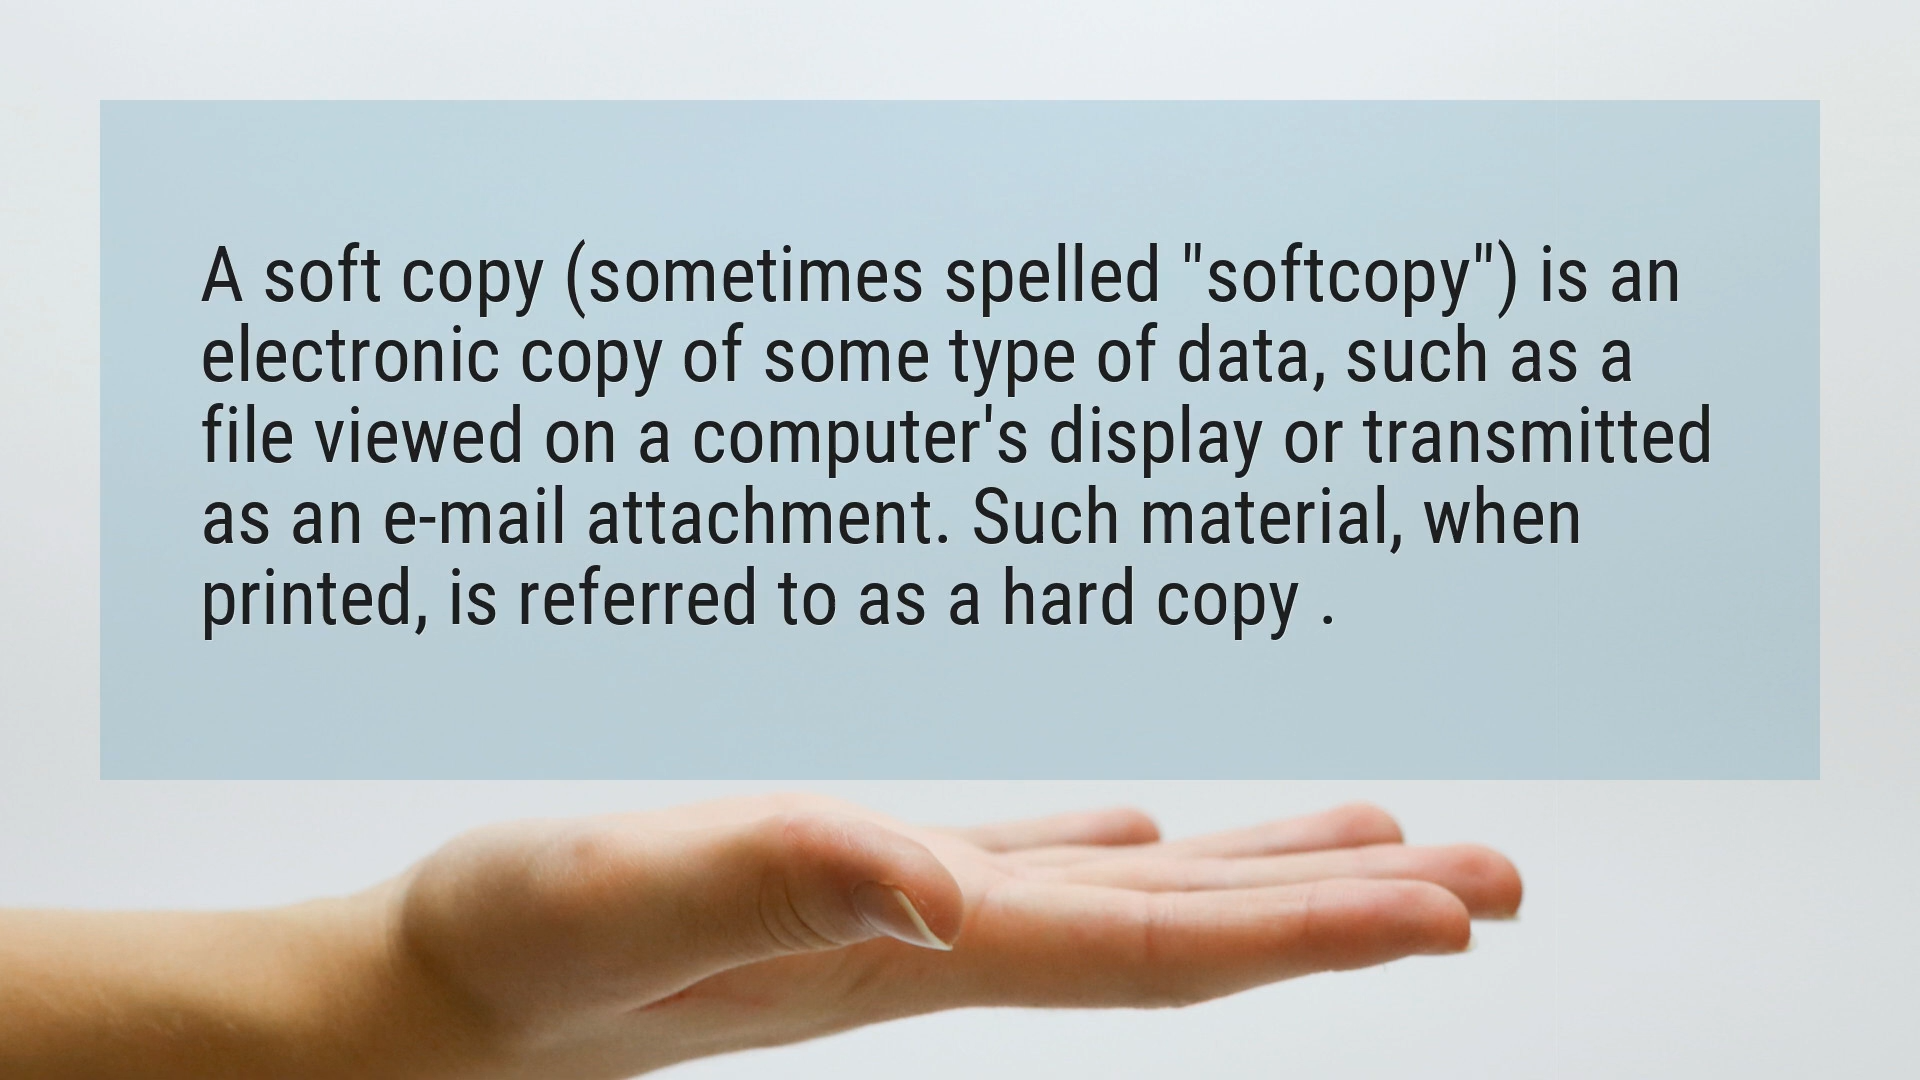 A soft copy (sometimes spelled "softcopy") is an
electronic copy of some type of data, such as a
file viewed on a computer's display or transmitted
as an e-mail attachment. Such material, when
printed, is referred to as a hard copy .